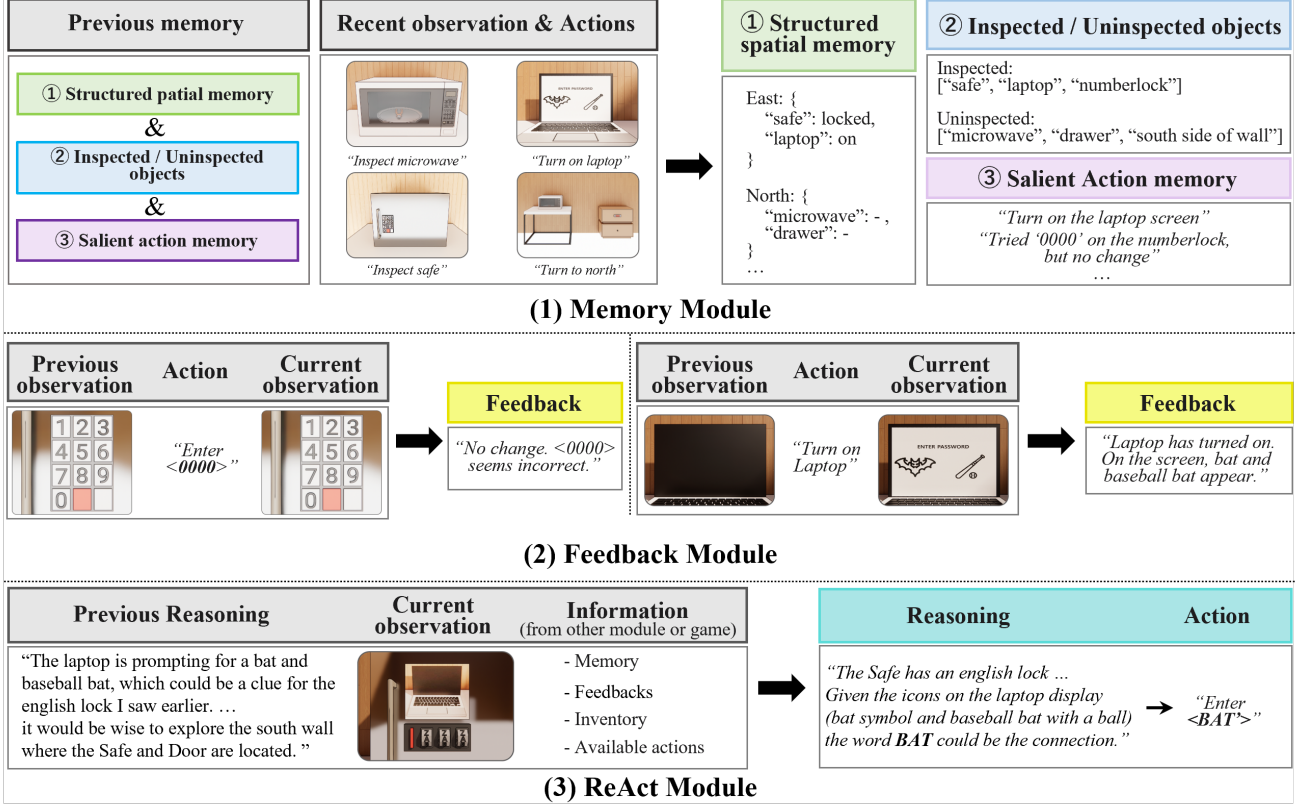 Previous memory
① Structured patial memory
&
② Inspected / Uninspected
objects
&
③ Salient action memory
Recent observation & Actions
ENTER PASSWORD
“Inspect microwave”
“Turn on laptop”
“Inspect safe”
“Turn to north”
① Structured
spatial memory
East: {
“safe”: locked,
“laptop”: on
}
North: {
“microwave”: - ,
“drawer”: -
}
…
② Inspected / Uninspected objects
Inspected:
[“safe”, “laptop”, “numberlock”]
Uninspected:
[“microwave”, “drawer”, “south side of wall”]
③ Salient Action memory
“Turn on the laptop screen”
“Tried ‘0000’ on the numberlock,
but no change”
…
(1) Memory Module
Previous
observation
Action
Current
observation
1 2 3
4 5 6
7 8 9
0
“Enter
<0000>”
1 2 3
4 5 6
7 8 9
0
Feedback
“No change. <0000>
seems incorrect.”
Previous
observation
Action
Current
observation
“Turn on
Laptop”
ENTER PASSWORD
Feedback
“Laptop has turned on.
On the screen, bat and
baseball bat appear.”
(2) Feedback Module
Previous Reasoning
Current
observation
Information
(from other module or game)
“The laptop is prompting for a bat and
baseball bat, which could be a clue for the
english lock I saw earlier. …
it would be wise to explore the south wall
where the Safe and Door are located. ”
- Memory
- Feedbacks
- Inventory
- Available actions
Reasoning
Action
“The Safe has an english lock …
Given the icons on the laptop display
(bat symbol and baseball bat with a ball)
the word BAT could be the connection.”
“Enter
<BAT’>”
(3) ReAct Module